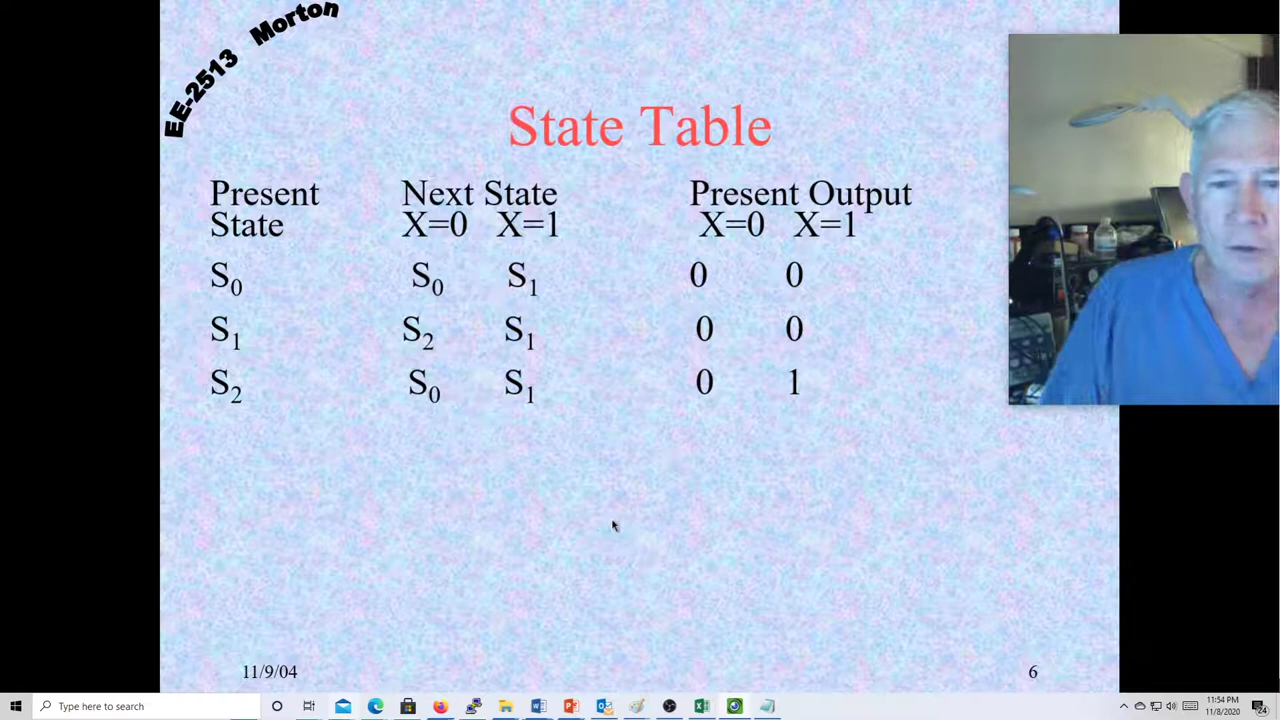 EE-2513 Morton
State Table
Present Next State Present Output
State X=0 X=1 X=0 X=1
S₀ S₀ S₁ 0 0
S₁ S₂ S₁ 0 0
S₂ S₀ S₁ 0 1
11/9/04 6
Type here to search
11:54 PM
11/8/2020
24